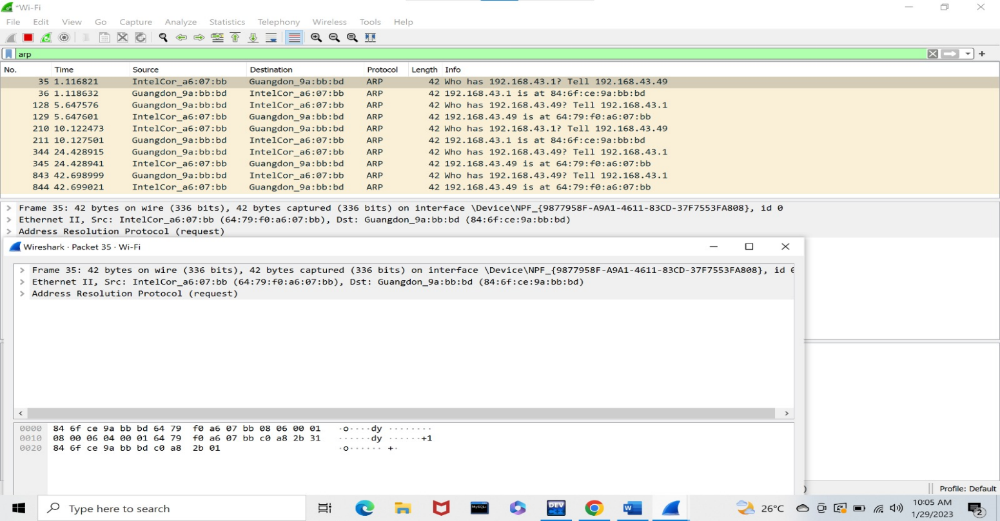 *Wi-Fi
File Edit View Go Capture Analyze Statistics Telephony Wireless Tools Help
arp
No. Time Source Destination Protocol Length Info
35 1.116821 IntelCor_a6:07:bb Guangdon_9a:bb:bd ARP 42 Who has 192.168.43.1? Tell 192.168.43.49
36 1.118632 Guangdon_9a:bb:bd IntelCor_a6:07:bb ARP 42 192.168.43.1 is at 84:6f:ce:9a:bb:bd
128 5.647576 Guangdon_9a:bb:bd IntelCor_a6:07:bb ARP 42 Who has 192.168.43.49? Tell 192.168.43.1
129 5.647601 IntelCor_a6:07:bb Guangdon_9a:bb:bd ARP 42 192.168.43.49 is at 64:79:f0:a6:07:bb
210 10.122473 IntelCor_a6:07:bb Guangdon_9a:bb:bd ARP 42 Who has 192.168.43.1? Tell 192.168.43.49
211 10.127501 Guangdon_9a:bb:bd IntelCor_a6:07:bb ARP 42 192.168.43.1 is at 84:6f:ce:9a:bb:bd
344 24.428915 Guangdon_9a:bb:bd IntelCor_a6:07:bb ARP 42 Who has 192.168.43.49? Tell 192.168.43.1
345 24.428941 IntelCor_a6:07:bb Guangdon_9a:bb:bd ARP 42 192.168.43.49 is at 64:79:f0:a6:07:bb
843 42.698999 Guangdon_9a:bb:bd IntelCor_a6:07:bb ARP 42 Who has 192.168.43.49? Tell 192.168.43.1
844 42.699021 IntelCor_a6:07:bb Guangdon_9a:bb:bd ARP 42 192.168.43.49 is at 64:79:f0:a6:07:bb
> Frame 35: 42 bytes on wire (336 bits), 42 bytes captured (336 bits) on interface \Device\NPF_{9877958F-A9A1-4611-83CD-37F7553FA808}, id 0
> Ethernet II, Src: IntelCor_a6:07:bb (64:79:f0:a6:07:bb), Dst: Guangdon_9a:bb:bd (84:6f:ce:9a:bb:bd)
> Address Resolution Protocol (request)
Wireshark · Packet 35 · Wi-Fi
> Frame 35: 42 bytes on wire (336 bits), 42 bytes captured (336 bits) on interface \Device\NPF_{9877958F-A9A1-4611-83CD-37F7553FA808}, id
> Ethernet II, Src: IntelCor_a6:07:bb (64:79:f0:a6:07:bb), Dst: Guangdon_9a:bb:bd (84:6f:ce:9a:bb:bd)
> Address Resolution Protocol (request)
0000 84 6f ce 9a bb bd 64 79 f0 a6 07 bb 08 06 00 01 ·o····dy ········
0010 08 00 06 04 00 01 64 79 f0 a6 07 bb c0 a8 2b 31 ······dy ······+1
0020 84 6f ce 9a bb bd c0 a8 2b 01 ·o······ +·
Profile: Default
Type here to search
MySQL
DEV
26°C
10:05 AM
1/29/2023
2